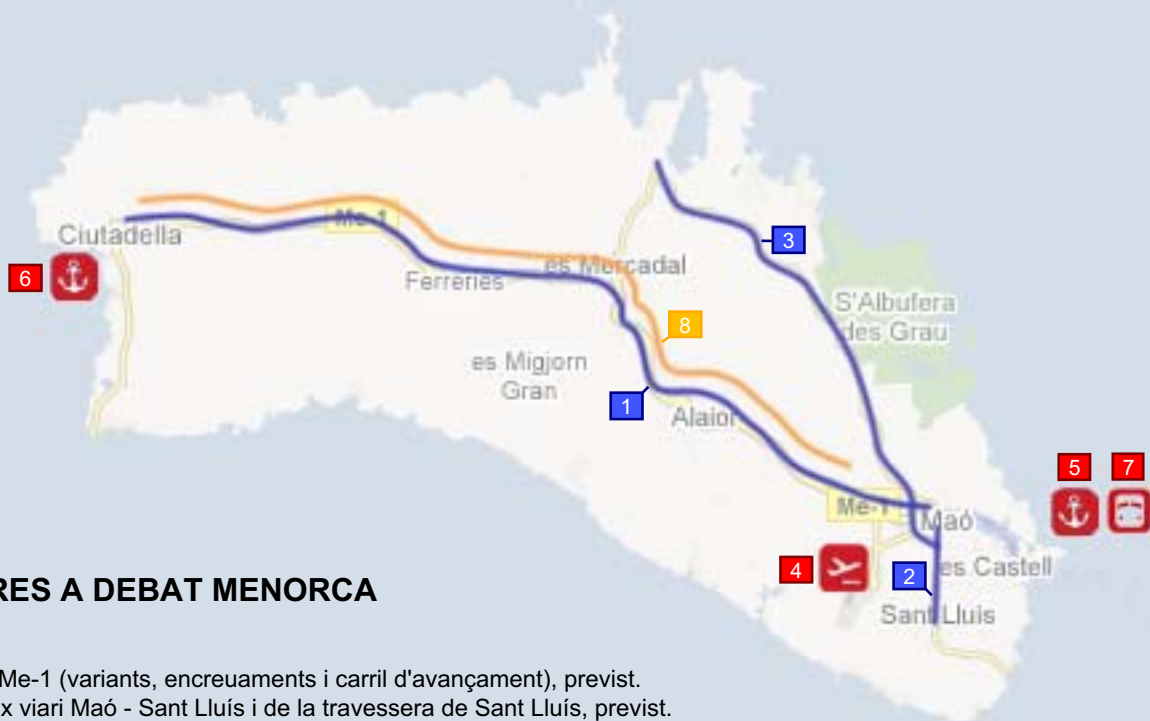 Me-1
Ciutadella
3
6
Ferreries
es Mercadal
S'Albufera
des Grau
8
es Migjorn
Gran
1
Alaior
5
7
Me-1
Maó
4
2
es Castell
Sant Lluis
RES A DEBAT MENORCA
Me-1 (variants, encreuaments i carril d'avançament), previst.
x viari Maó - Sant Lluís i de la travessera de Sant Lluís, previst.